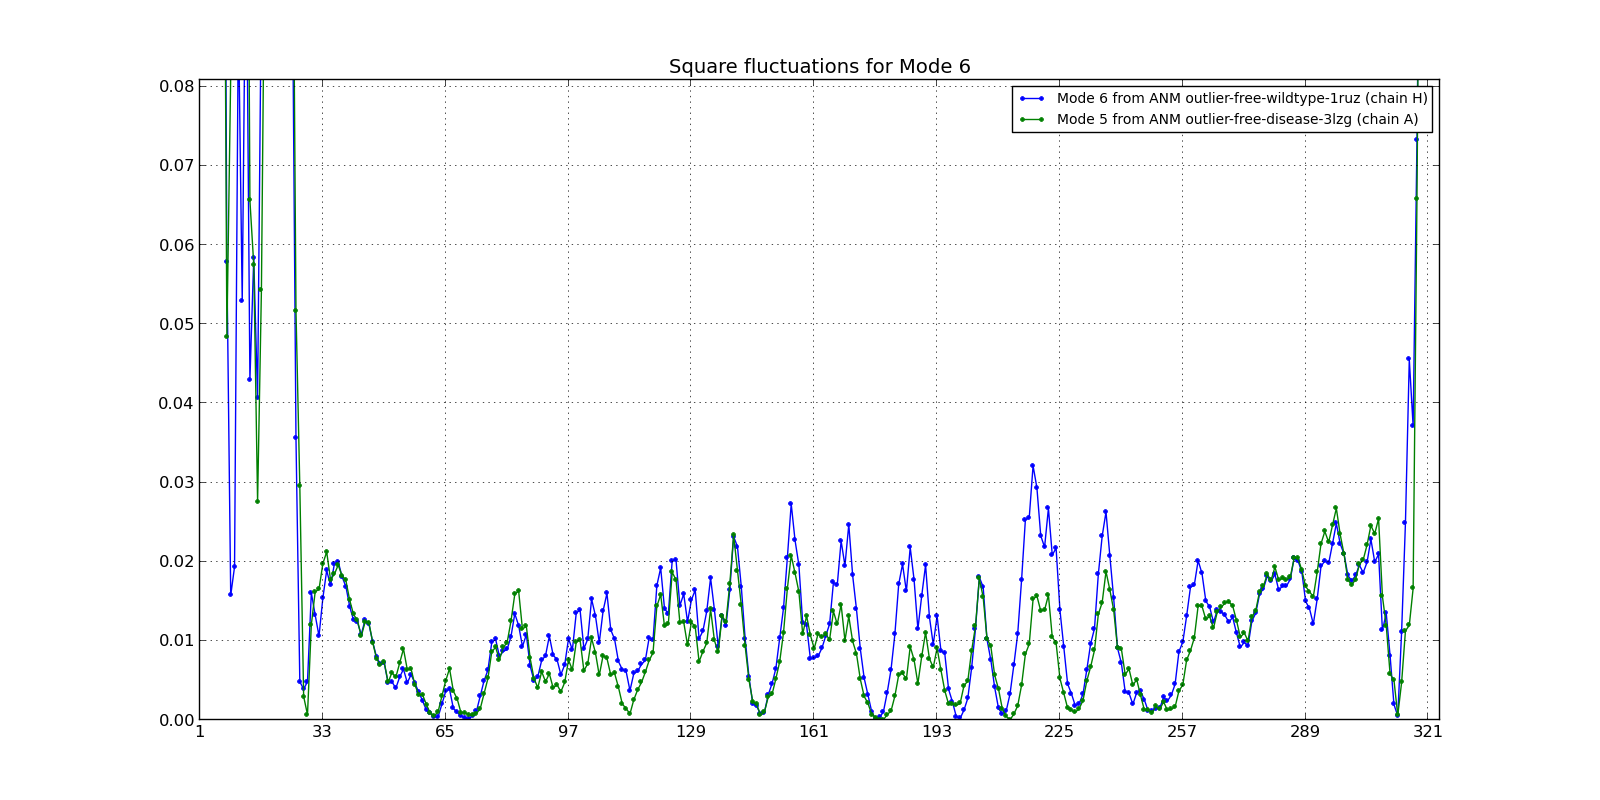 Square fluctuations for Mode 6
Mode 6 from ANM outlier-free-wildtype-1ruz (chain H)
Mode 5 from ANM outlier-free-disease-3lzg (chain A)
0.08
0.07
0.06
0.05
0.04
0.03
0.02
0.01
0.00
1 33 65 97 129 161 193 225 257 289 321